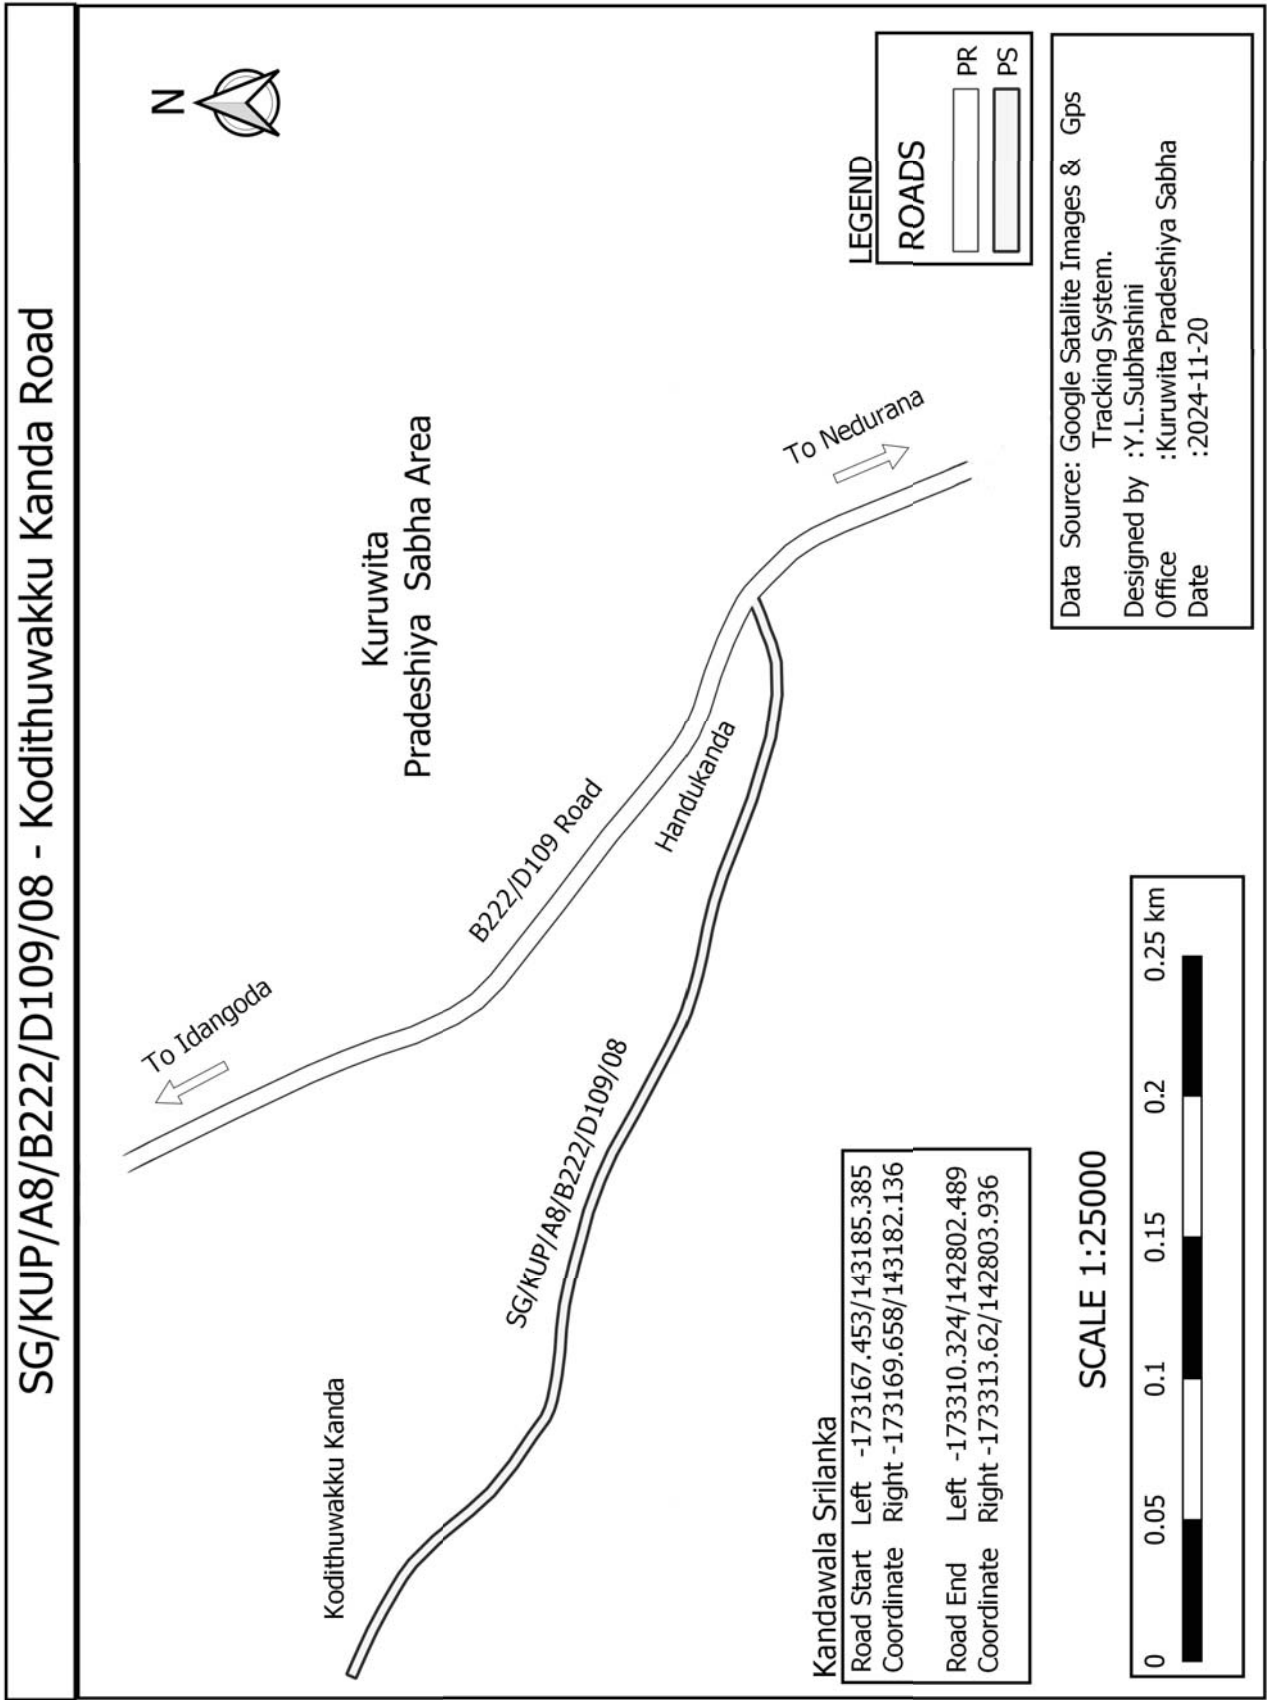 SG/KUP/A8/B222/D109/08 - Kodithuwakku Kanda Road
N
To Idangoda
Kuruwita
Pradeshiya Sabha Area
B222/D109 Road
Handukanda
To Nedurana
Kodithuwakku Kanda
SG/KUP/A8/B222/D109/08
LEGEND
ROADS
PR
PS
Kandawala Srilanka
Road Start Left -173167.453/143185.385
Coordinate Right -173169.658/143182.136
Road End Left -173310.324/142802.489
Coordinate Right -173313.62/142803.936
SCALE 1:25000
0 0.05 0.1 0.15 0.2 0.25 km
Data Source: Google Satalite Images & Gps
Tracking System.
Designed by :Y.L.Subhashini
Office :Kuruwita Pradeshiya Sabha
Date :2024-11-20